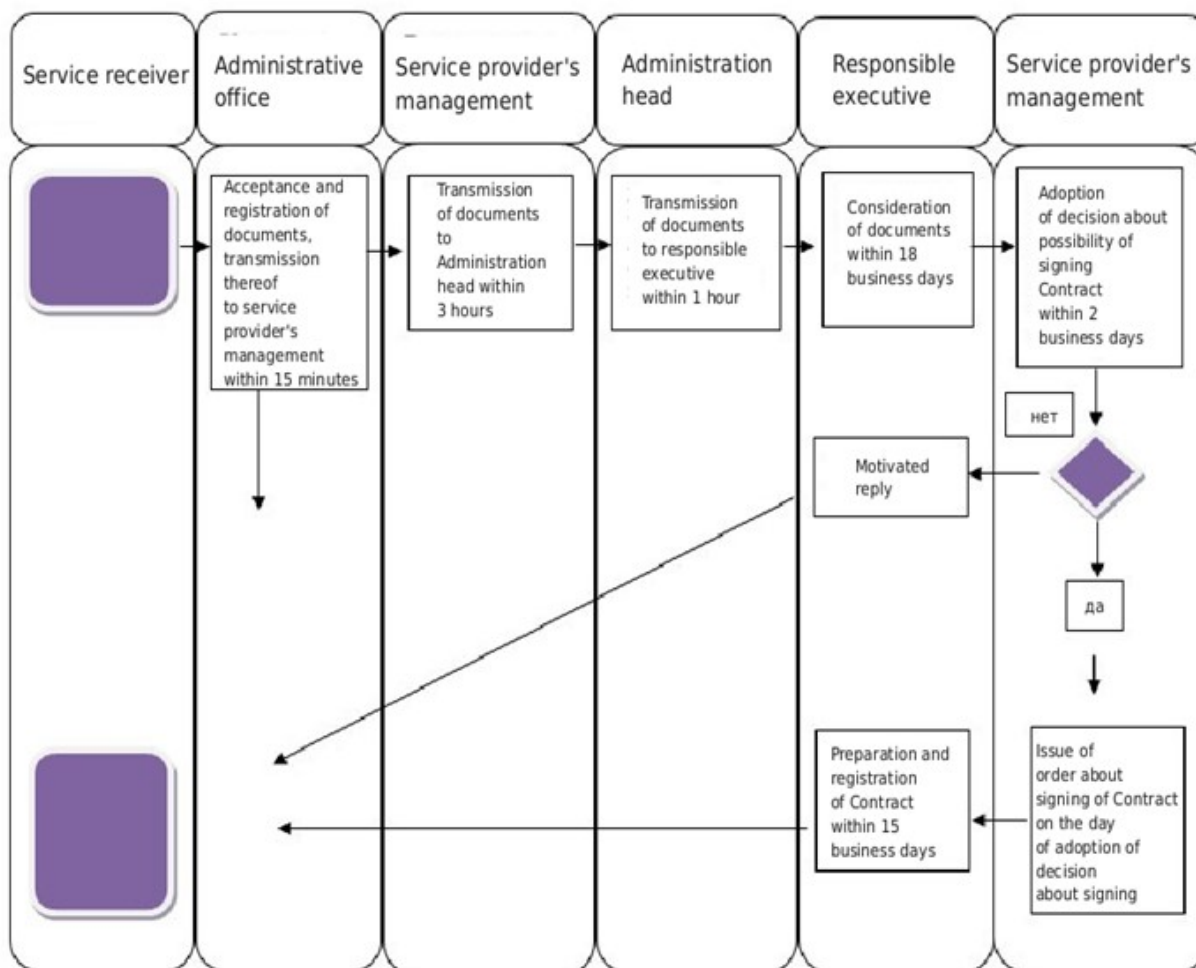 Service receiver
Administrative
office
Service provider's
management
Administration
head
Responsible
executive
Service provider's
management
Acceptance and
registration of
documents,
transmission
thereof
to service
provider's
management
within 15 minutes
Transmission
of documents
to
Administration
head within
3 hours
Transmission
of documents
to responsible
executive
within 1 hour
Consideration
of documents
within 18
business days
Adoption
of decision about
possibility of
signing
Contract
within 2
business days
нет
Motivated
reply
да
Preparation and
registration
of Contract
within 15
business days
Issue of
order about
signing of Contract
on the day
of adoption of
decision
about signing